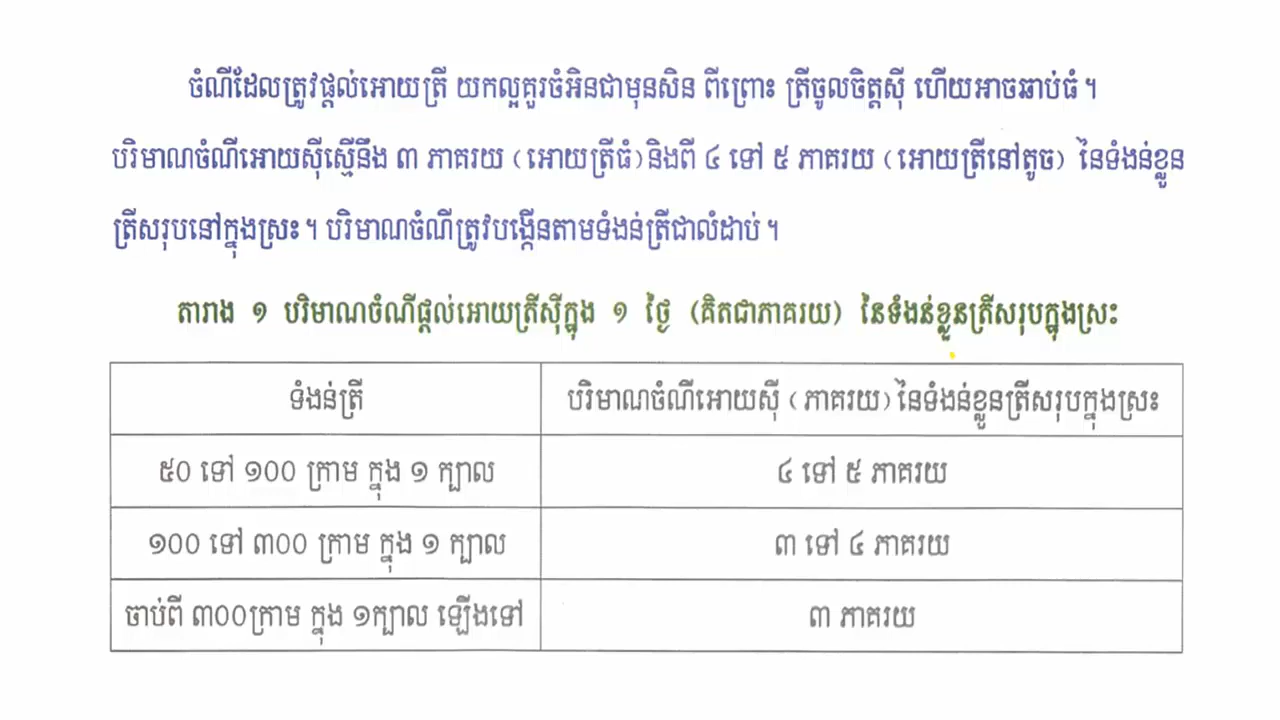 ចំណីដែលត្រូវផ្តល់អោយត្រី យកល្អគួរចំអិនជាមុនសិន ពីព្រោះ ត្រីចូលចិត្តស៊ី ហើយអាចឆាប់ធំ។
បរិមាណចំណីអោយស៊ីស្មើនឹង ៣ ភាគរយ (អោយត្រីធំ)និងពី ៤ ទៅ ៥ ភាគរយ (អោយត្រីនៅតូច) នៃទំងន់ខ្លួន
ត្រីសរុបនៅក្នុងស្រះ។ បរិមាណចំណីត្រូវបង្កើនតាមទំងន់ត្រីជាលំដាប់។
តារាង ១ បរិមាណចំណីផ្តល់អោយត្រីស៊ីក្នុង ១ ថ្ងៃ (គិតជាភាគរយ) នៃទំងន់ខ្លួនត្រីសរុបក្នុងស្រះ
ទំងន់ត្រី បរិមាណចំណីអោយស៊ី (ភាគរយ) នៃទំងន់ខ្លួនត្រីសរុបក្នុងស្រះ
៥០ ទៅ ១០០ ក្រាម ក្នុង ១ ក្បាល ៤ ទៅ ៥ ភាគរយ
១០០ ទៅ ៣០០ ក្រាម ក្នុង ១ ក្បាល ៣ ទៅ ៤ ភាគរយ
ចាប់ពី ៣០០ក្រាម ក្នុង ១ក្បាល ឡើងទៅ ៣ ភាគរយ